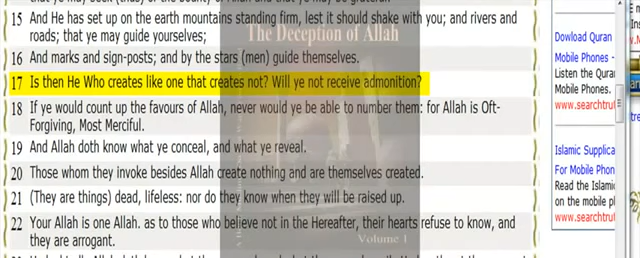 that ye may seek (thus) of the bounty of Allah and that ye may be grateful.
15 And He has set up on the earth mountains standing firm, lest it should shake with you; and rivers and
roads; that ye may guide yourselves;
16 And marks and sign-posts; and by the stars (men) guide themselves.
17 Is then He Who creates like one that creates not? Will ye not receive admonition?
18 If ye would count up the favours of Allah, never would ye be able to number them: for Allah is Oft-
Forgiving, Most Merciful.
19 And Allah doth know what ye conceal, and what ye reveal.
20 Those whom they invoke besides Allah create nothing and are themselves created.
21 (They are things) dead, lifeless: nor do they know when they will be raised up.
22 Your Allah is one Allah. as to those who believe not in the Hereafter, their hearts refuse to know, and
they are arrogant.
The Deception of Allah
Volume 1
Dowload Quran
Mobile Phones -
Listen the Qura
Mobile Phones.
www.searchtru
Islamic Supplica
For Mobile Phon
Read the Islami
on the mobile pl
www.searchtrut